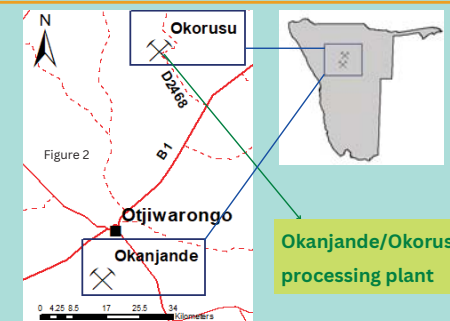 N
Okorusu
D2468
B1
Figure 2
Otjiwarongo
Okanjande
Okanjande/Okorus
processing plant
0 4.25 8.5 17 25.5 34
Kilometers